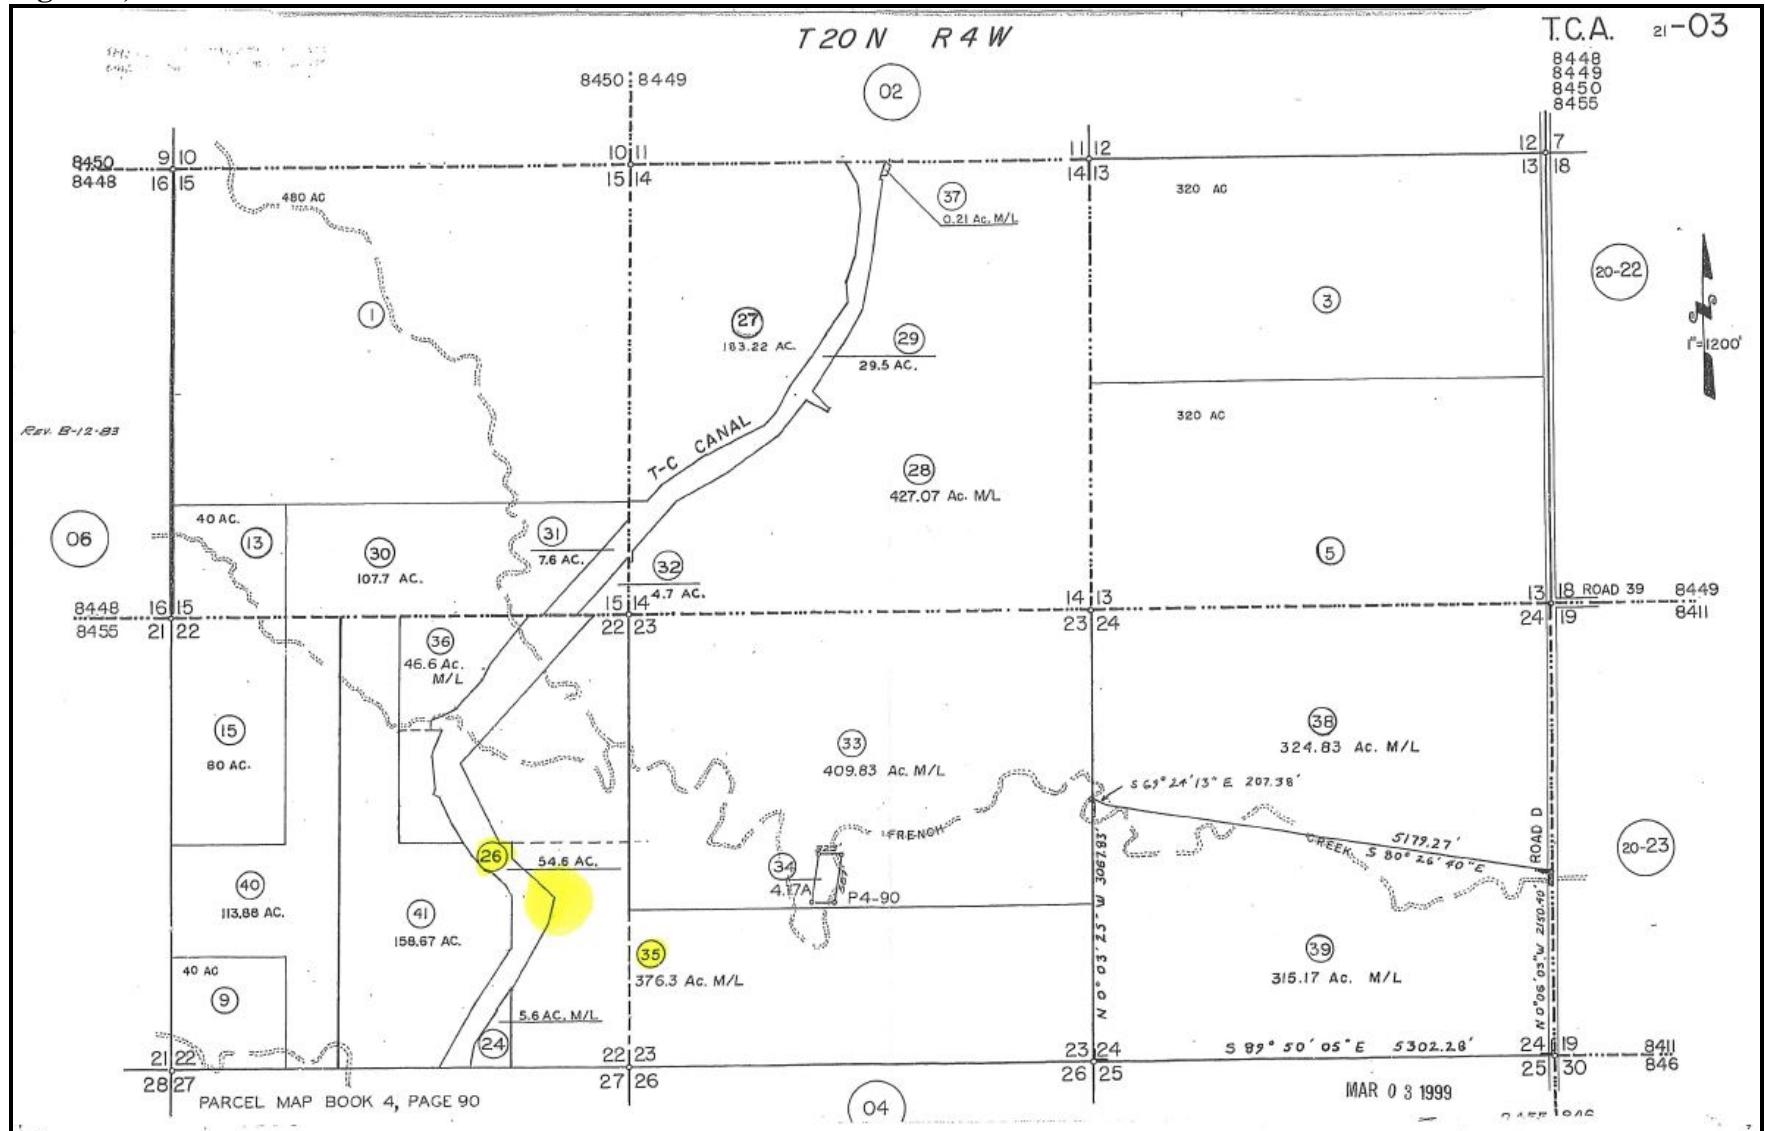 T 20 N R 4 W
T.C.A. 21-03
8448
8449
8450
8455
8450 8449
02
9 10
16 15
8450
8448
10 11
15 14
11 12
14 13
12 7
13 18
480 AC
37
0.21 Ac. M/L
320 AC
20-22
1
27
183.22 AC.
29
29.5 AC.
3
1"=1200'
REV. 8-12-83
T-C CANAL
320 AC
28
427.07 Ac. M/L
06
40 AC.
13
30
107.7 AC.
31
7.6 AC.
32
4.7 AC.
5
8448
8455
16 15
21 22
15 14
22 23
14 13
23 24
13 18
24 19
ROAD 39
8449
8411
36
46.6 Ac.
M/L
15
80 AC.
33
409.83 Ac. M/L
38
324.83 Ac. M/L
S 69° 24' 13" E 207.38'
FRENCH
CREEK
5179.27'
S 80° 26' 40" E
ROAD D
20-23
26
54.6 AC.
34
4.17A
P4-90
N 0° 03' 25" W 3067.83'
40
113.88 AC.
41
158.67 AC.
35
376.3 Ac. M/L
39
315.17 Ac. M/L
N 0° 06' 03" W 2150.40'
40 AC
9
5.6 AC. M/L
24
S 89° 50' 05" E 5302.28'
21 22
28 27
22 23
27 26
23 24
26 25
24 19
25 30
8411
846
PARCEL MAP BOOK 4, PAGE 90
04
MAR 03 1999